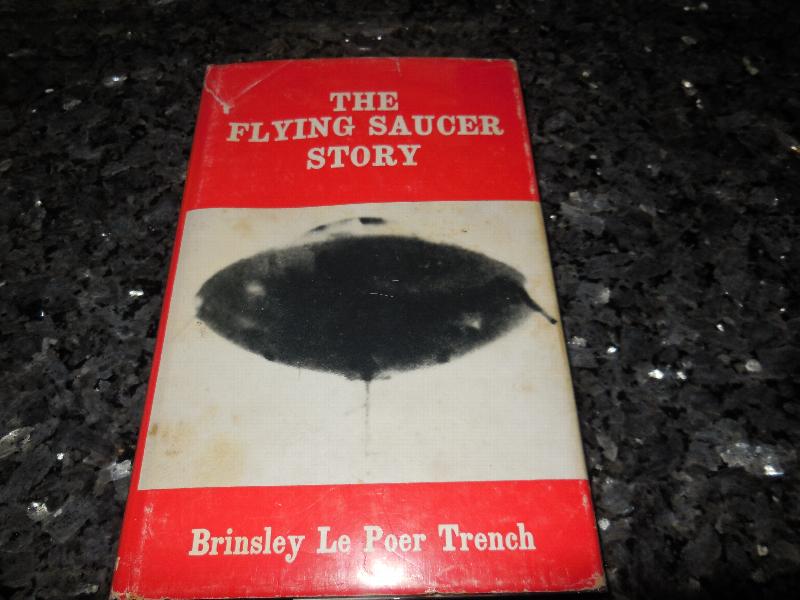 THE
FLYING SAUCER
STORY
Brinsley Le Poer Trench